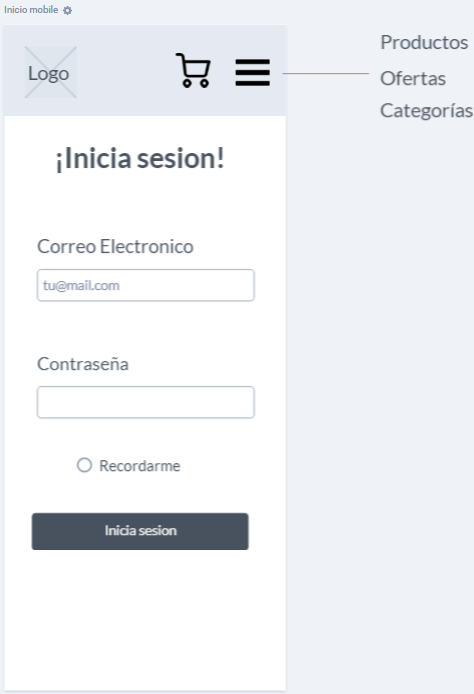 Inicio mobile
Logo
Productos
Ofertas
Categorías
¡Inicia sesion!
Correo Electronico
tu@mail.com
Contraseña
Recordarme
Inicia sesion